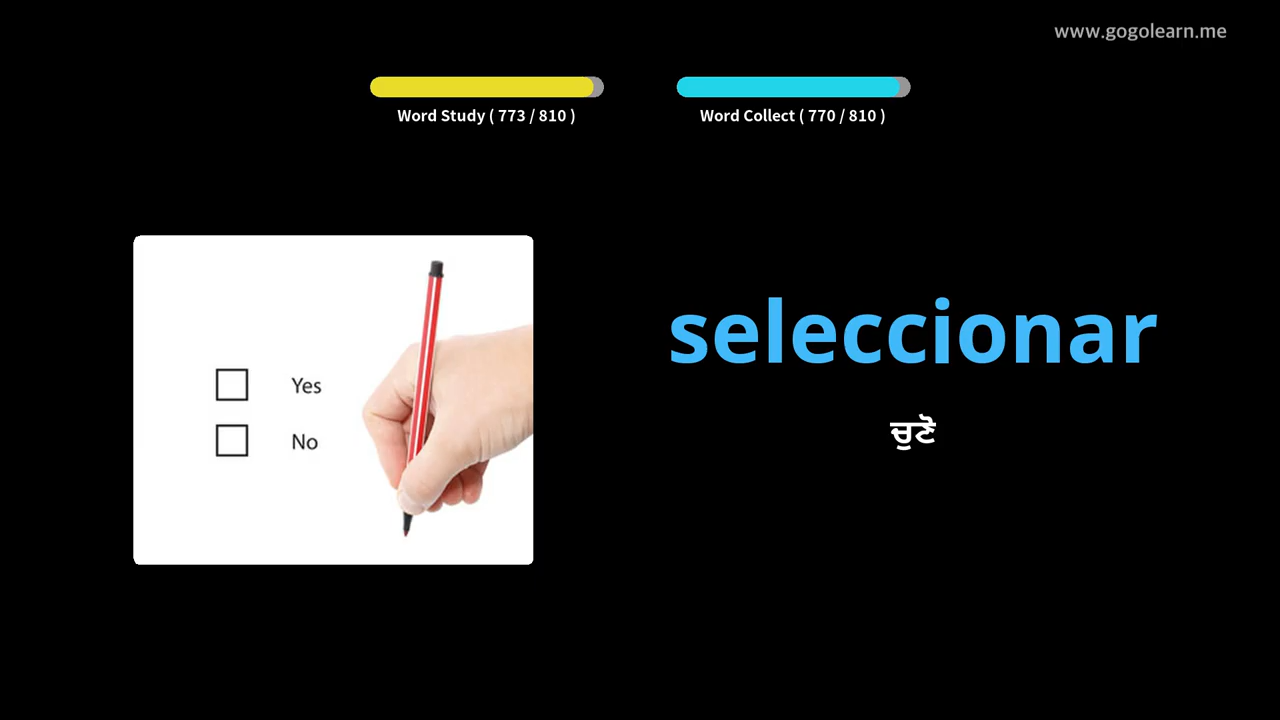 www.gogolearn.me
Word Study ( 773 / 810 )
Word Collect ( 770 / 810 )
Yes
No
seleccionar
ਚੁਣੋ